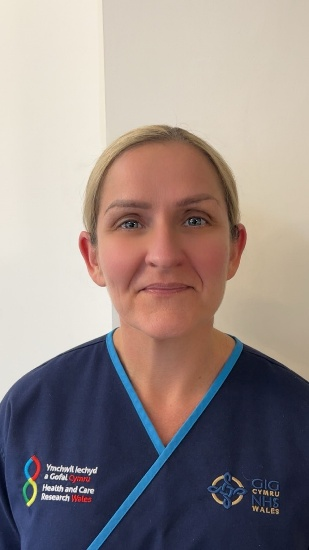 Ymchwil Iechyd
a Gofal Cymru
Health and Care
Research Wales
GIG
CYMRU
NHS
WALES